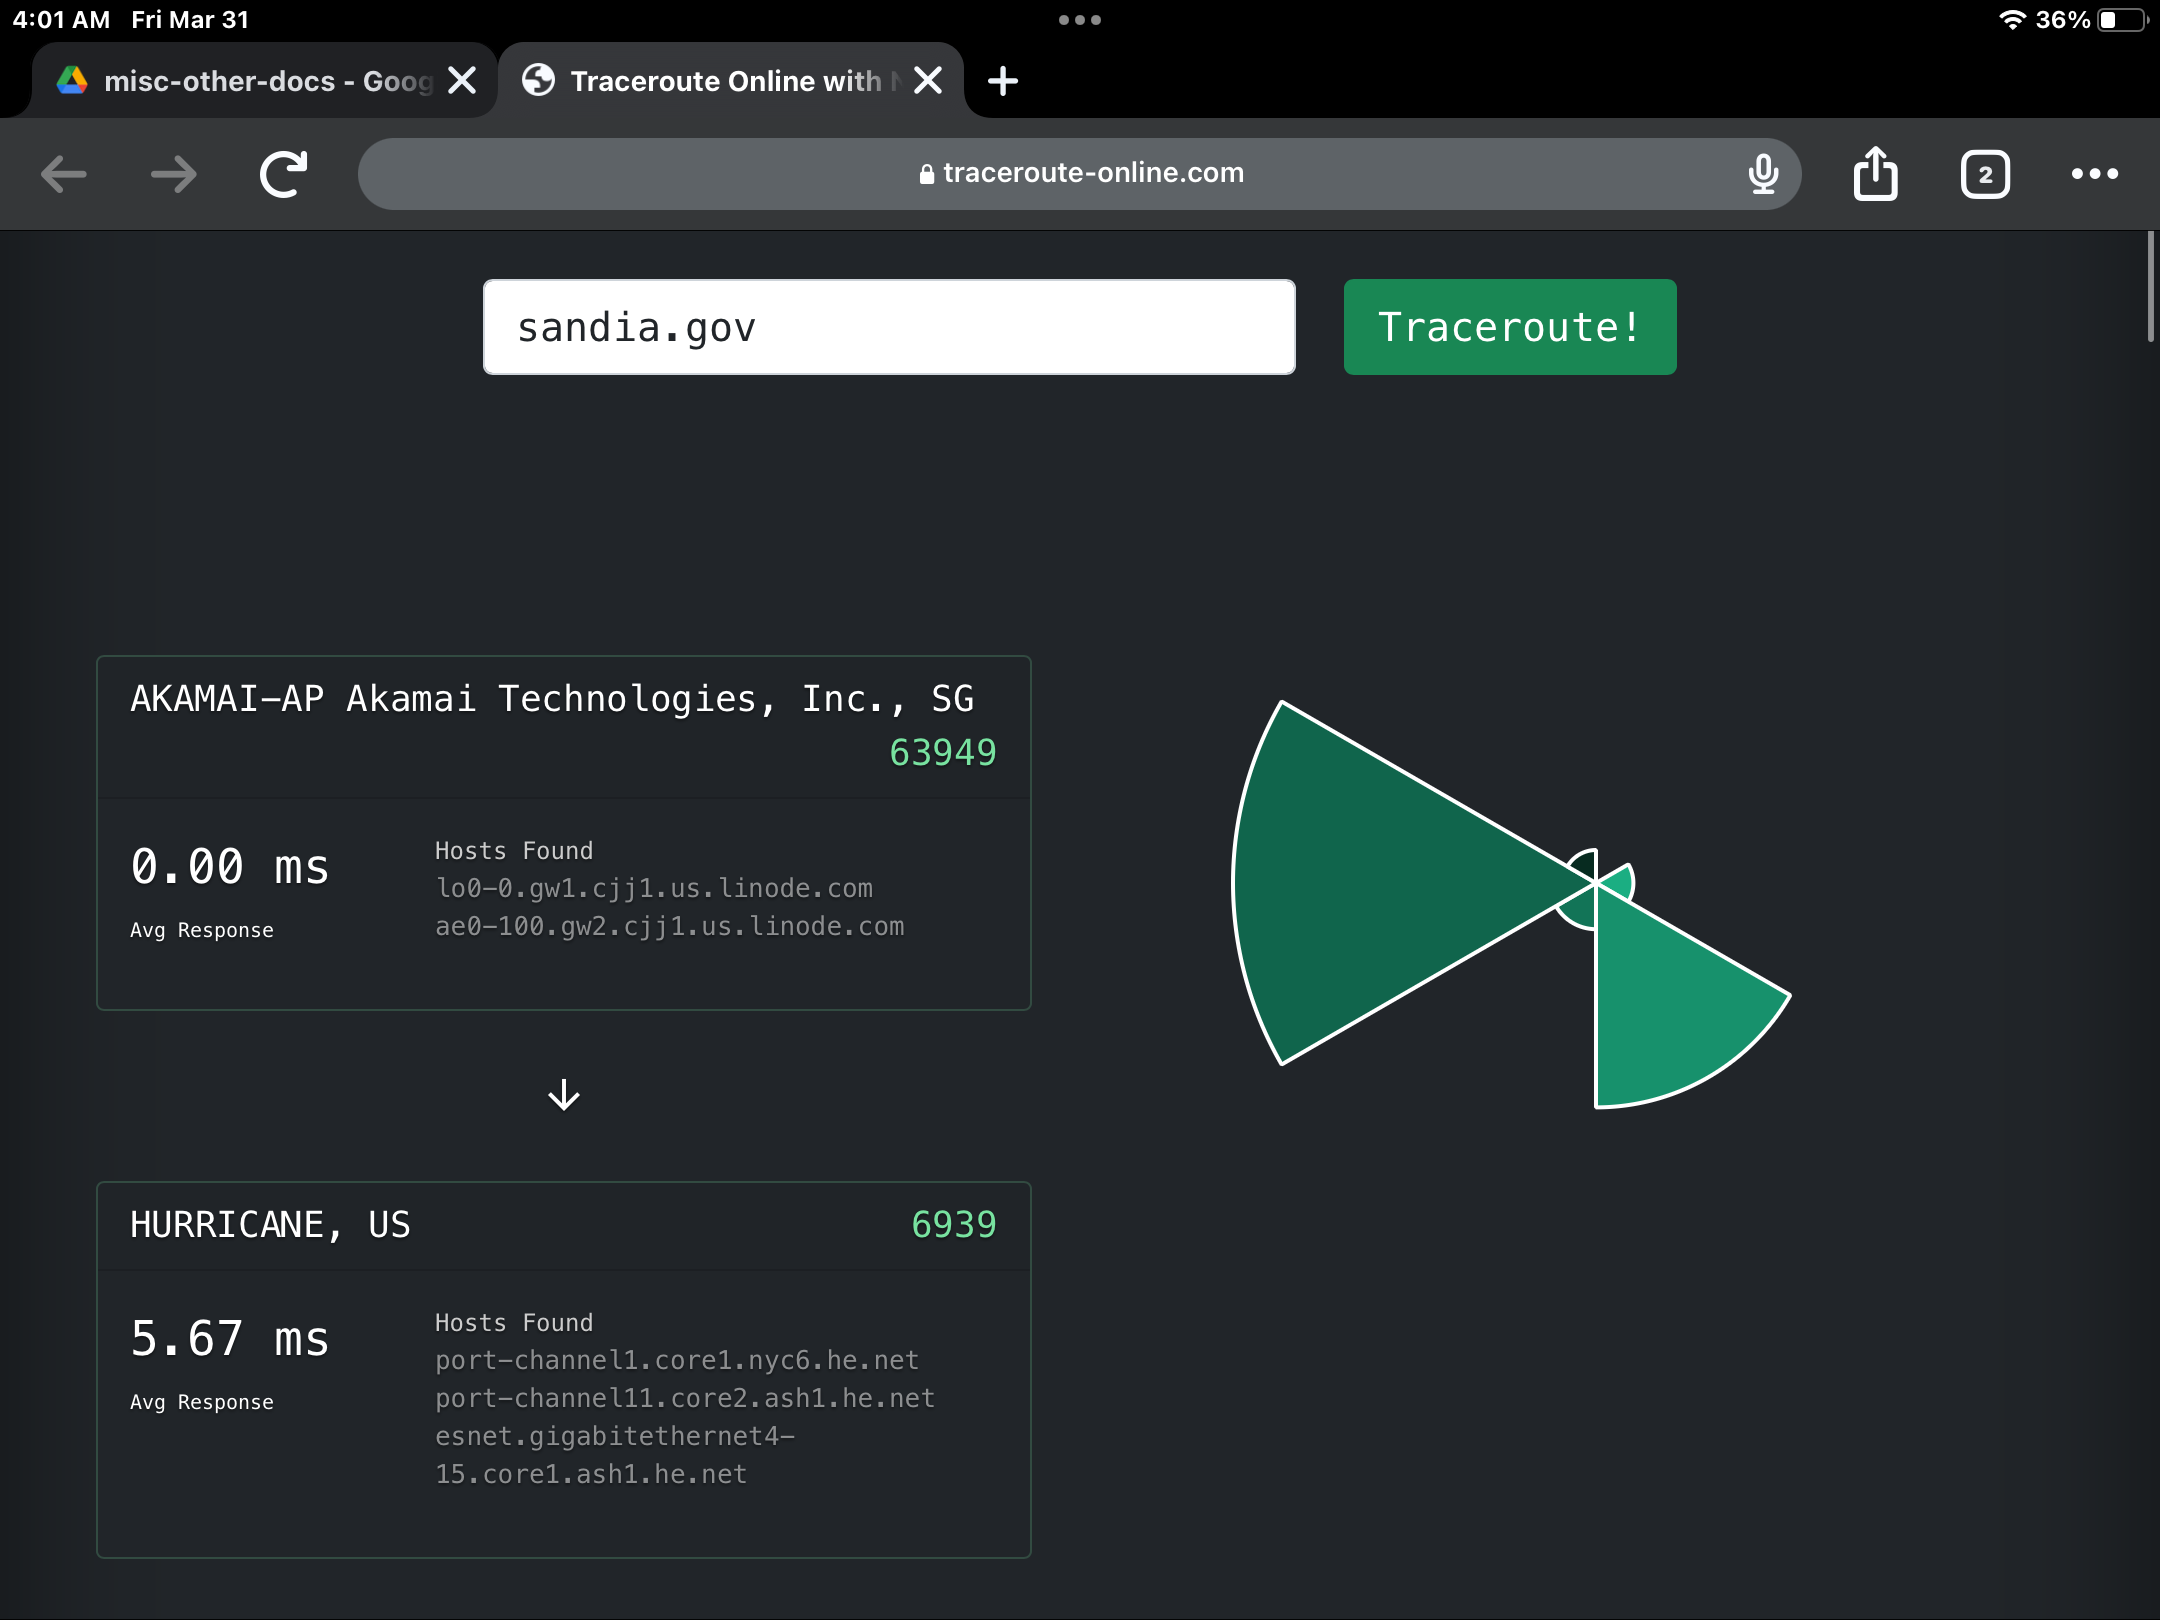 4:01 AM Fri Mar 31
36%
misc-other-docs - Goog
Traceroute Online with
traceroute-online.com
2
sandia.gov
Traceroute!
AKAMAI-AP Akamai Technologies, Inc., SG
63949
0.00 ms
Avg Response
Hosts Found
lo0-0.gw1.cjj1.us.linode.com
ae0-100.gw2.cjj1.us.linode.com
HURRICANE, US
6939
5.67 ms
Avg Response
Hosts Found
port-channel1.core1.nyc6.he.net
port-channel11.core2.ash1.he.net
esnet.gigabitethernet4-
15.core1.ash1.he.net